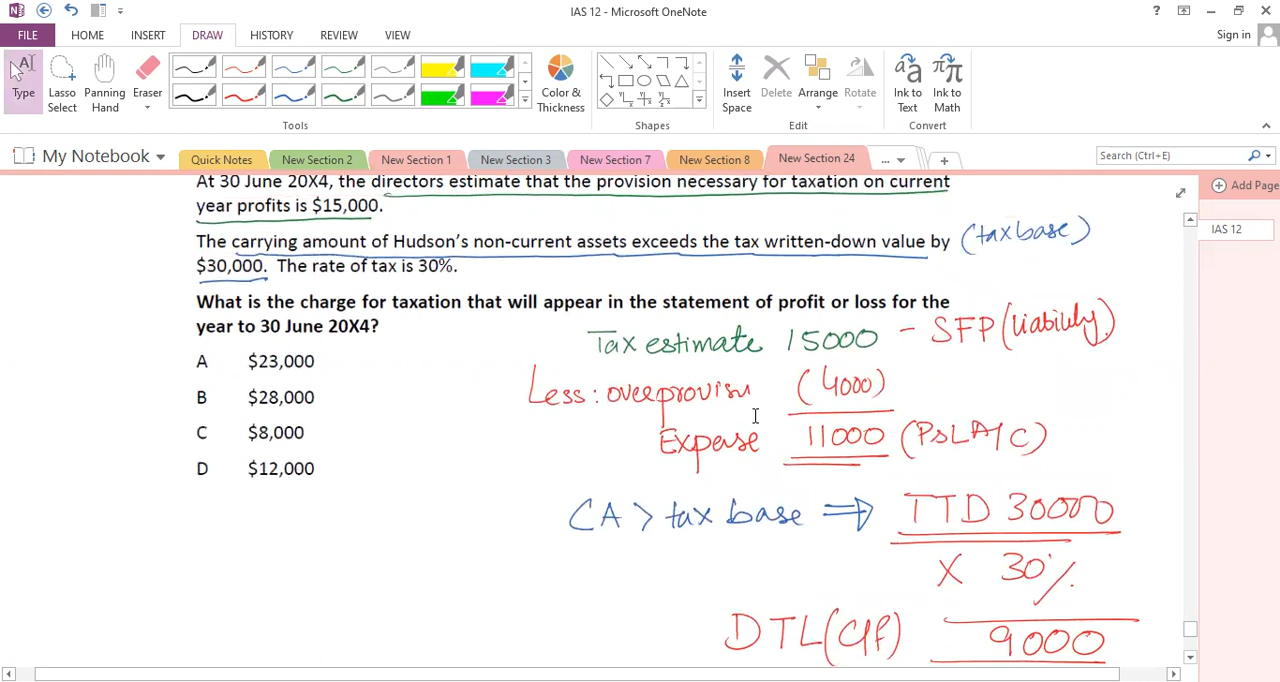 IAS 12 - Microsoft OneNote
?
FILE HOME INSERT DRAW HISTORY REVIEW VIEW
Sign in
Type
Lasso Select
Panning Hand
Eraser
Color & Thickness
Insert Space
Delete
Arrange
Rotate
Ink to Text
Ink to Math
Tools
Shapes
Edit
Convert
My Notebook
Quick Notes
New Section 2
New Section 1
New Section 3
New Section 7
New Section 8
New Section 24
...
Search (Ctrl+E)
Add Page
IAS 12
At 30 June 20X4, the directors estimate that the provision necessary for taxation on current
year profits is $15,000.
The carrying amount of Hudson's non-current assets exceeds the tax written-down value by (tax base)
$30,000. The rate of tax is 30%.
What is the charge for taxation that will appear in the statement of profit or loss for the
year to 30 June 20X4?
A $23,000
B $28,000
C $8,000
D $12,000
Tax estimate 15000 - SFP (liability)
Less: overprovisn (4000)
Expense 11000 (PSL A/C)
CA > tax base ⇒ TTD 30000
X 30%
DTL (c/f) 9000